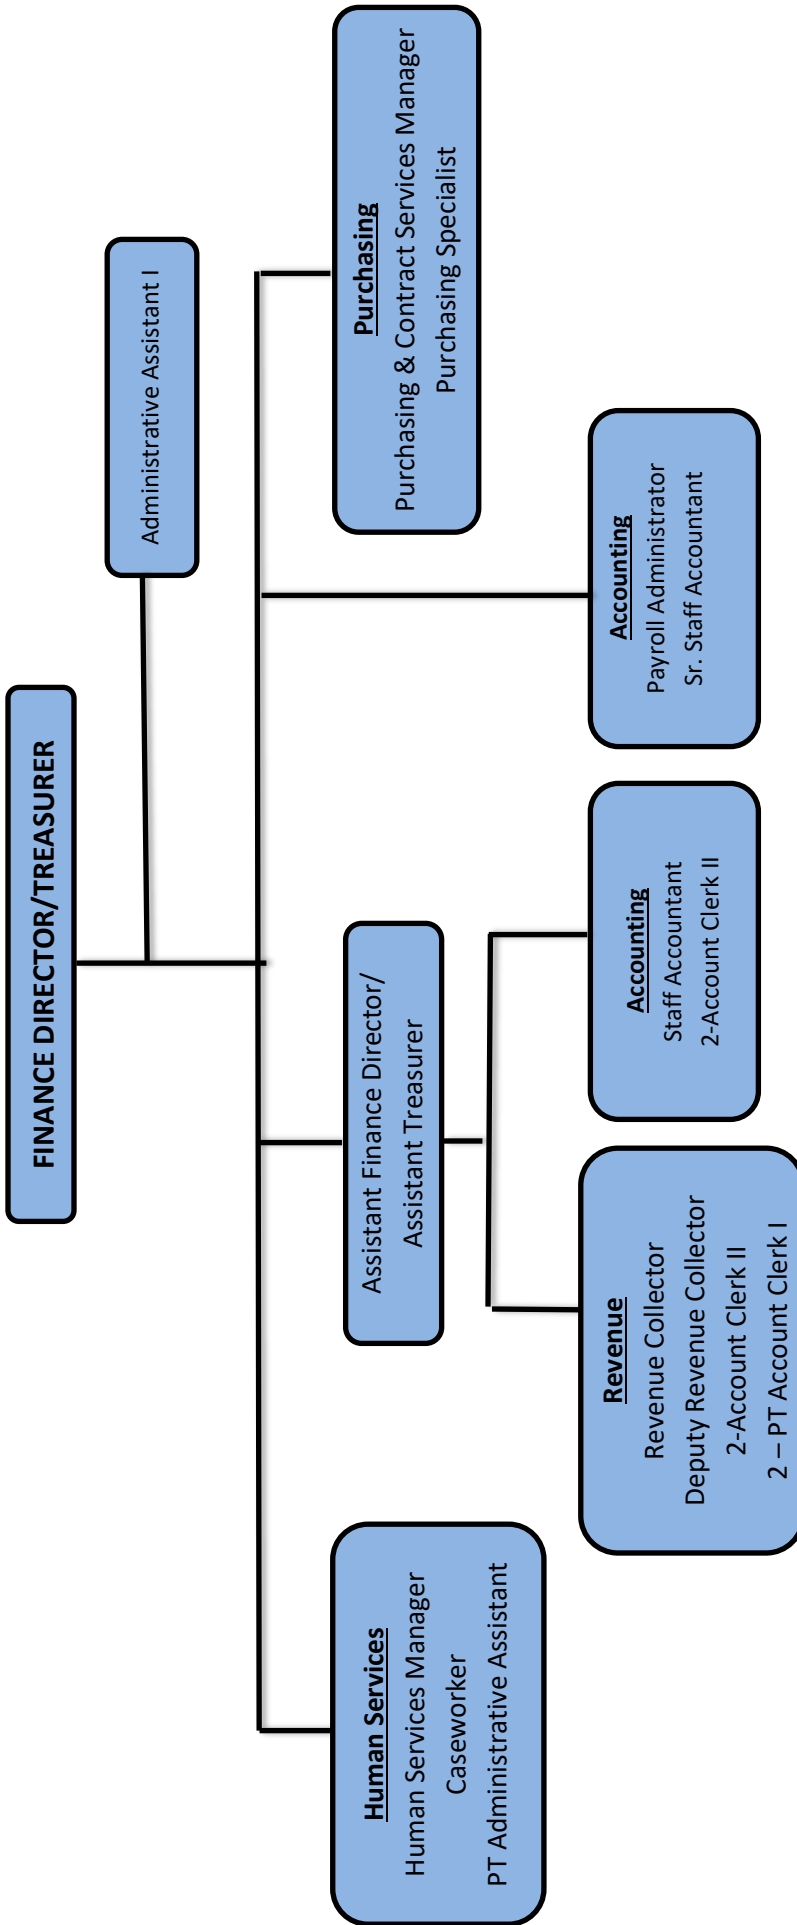 FINANCE DIRECTOR/TREASURER
Administrative Assistant I
Human Services
Human Services Manager
Caseworker
PT Administrative Assistant
Assistant Finance Director/
Assistant Treasurer
Purchasing
Purchasing & Contract Services Manager
Purchasing Specialist
Revenue
Revenue Collector
Deputy Revenue Collector
2-Account Clerk II
2 – PT Account Clerk I
Accounting
Staff Accountant
2-Account Clerk II
Accounting
Payroll Administrator
Sr. Staff Accountant